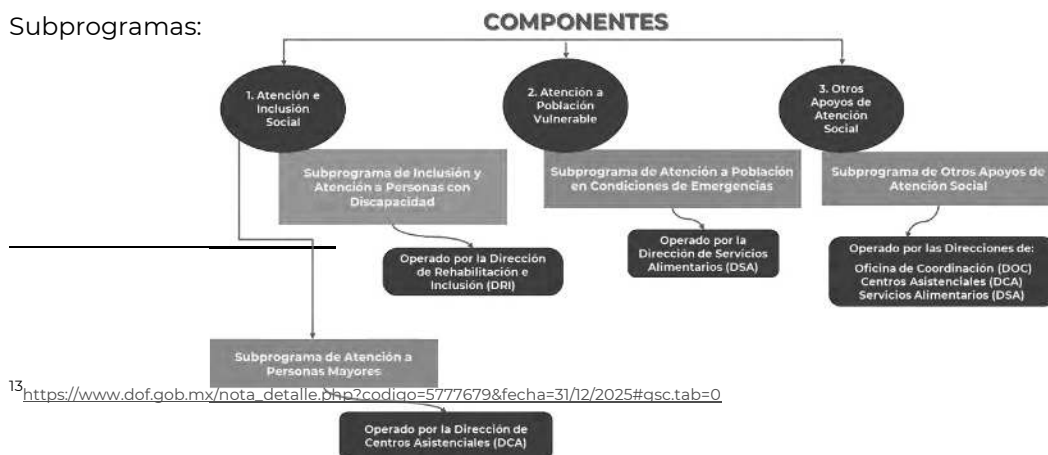 Subprogramas:
COMPONENTES
1. Atención e
Inclusión
Social
2. Atención a
Población
Vulnerable
3. Otros
Apoyos de
Atención
Social
Subprograma de Inclusión y
Atención a Personas con
Discapacidad
Subprograma de Atención a Población
en Condiciones de Emergencias
Subprograma de Otros Apoyos de
Atención Social
Operado por la Dirección
de Rehabilitación e
Inclusión (DRI)
Operado por la
Dirección de Servicios
Alimentarios (DSA)
Operado por las Direcciones de:
Oficina de Coordinación (DOC)
Centros Asistenciales (DCA)
Servicios Alimentarios (DSA)
Subprograma de Atención a
Personas Mayores
13 https://www.dof.gob.mx/nota_detalle.php?codigo=5777679&fecha=31/12/2025#gsc.tab=0
Operado por la Dirección de
Centros Asistenciales (DCA)